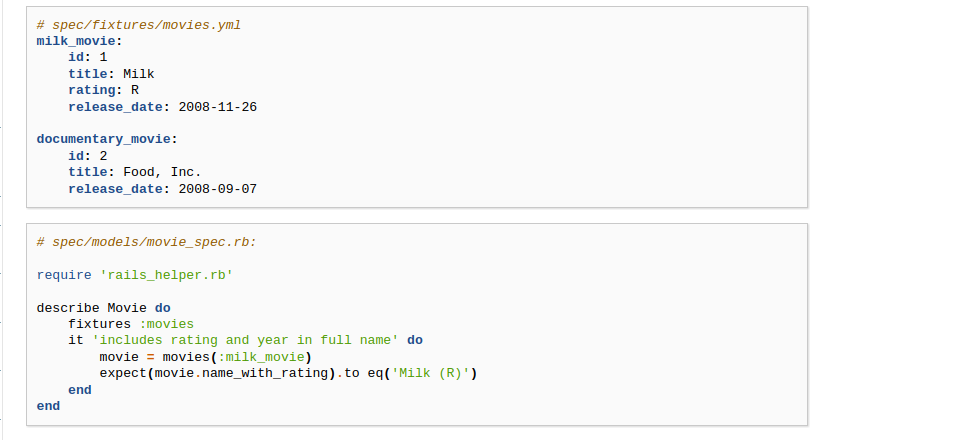 # spec/fixtures/movies.yml
milk_movie:
    id: 1
    title: Milk
    rating: R
    release_date: 2008-11-26

documentary_movie:
    id: 2
    title: Food, Inc.
    release_date: 2008-09-07

# spec/models/movie_spec.rb:

require 'rails_helper.rb'

describe Movie do
    fixtures :movies
    it 'includes rating and year in full name' do
        movie = movies(:milk_movie)
        expect(movie.name_with_rating).to eq('Milk (R)')
    end
end